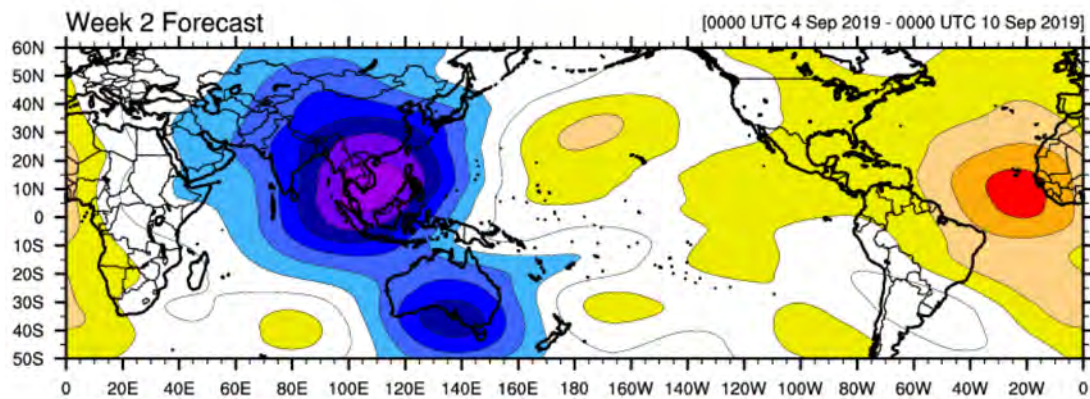 Week 2 Forecast
[0000 UTC 4 Sep 2019 - 0000 UTC 10 Sep 2019]
60N
50N
40N
30N
20N
10N
0
10S
20S
30S
40S
50S
0 20E 40E 60E 80E 100E 120E 140E 160E 180 160W 140W 120W 100W 80W 60W 40W 20W 0